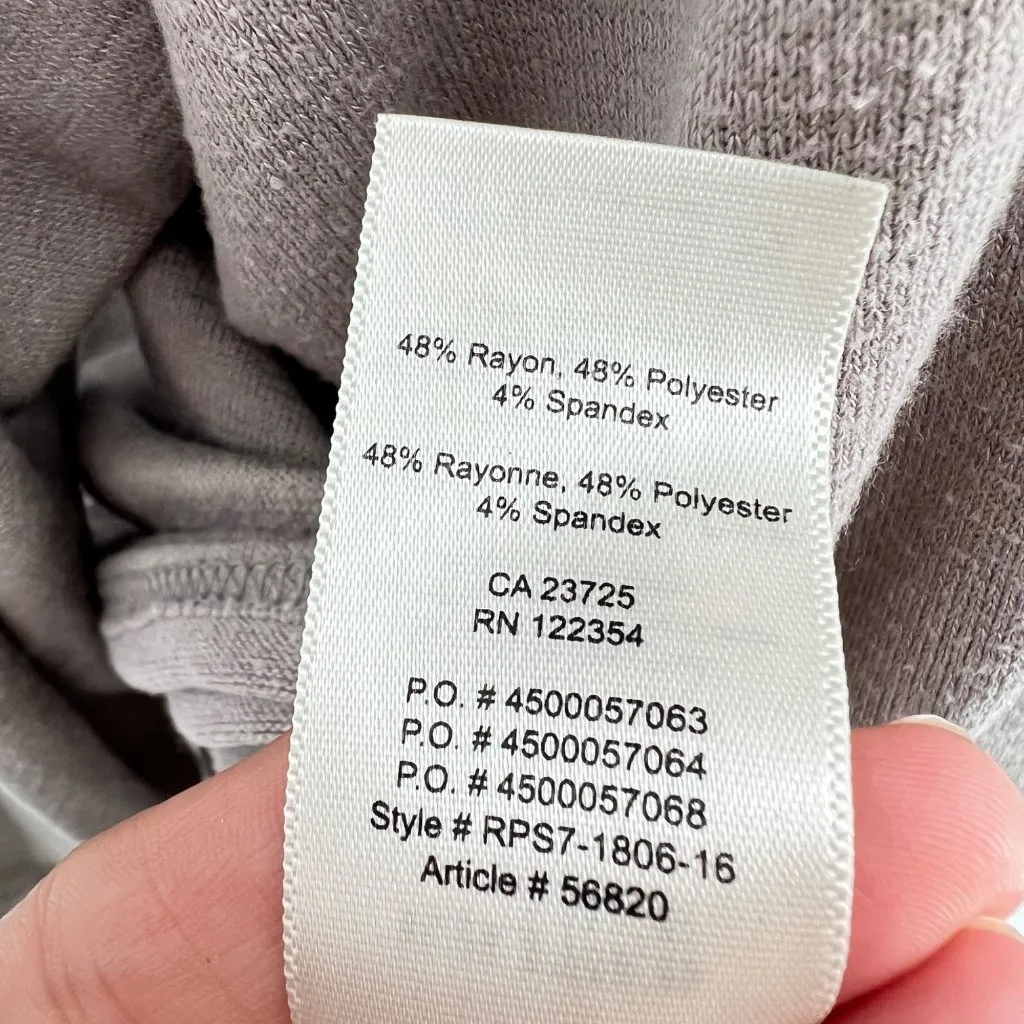 48% Rayon, 48% Polyester
4% Spandex
48% Rayonne, 48% Polyester
4% Spandex
CA 23725
RN 122354
P.O. # 4500057063
P.O. # 4500057064
P.O. # 4500057068
Style # RPS7-1806-16
Article # 56820